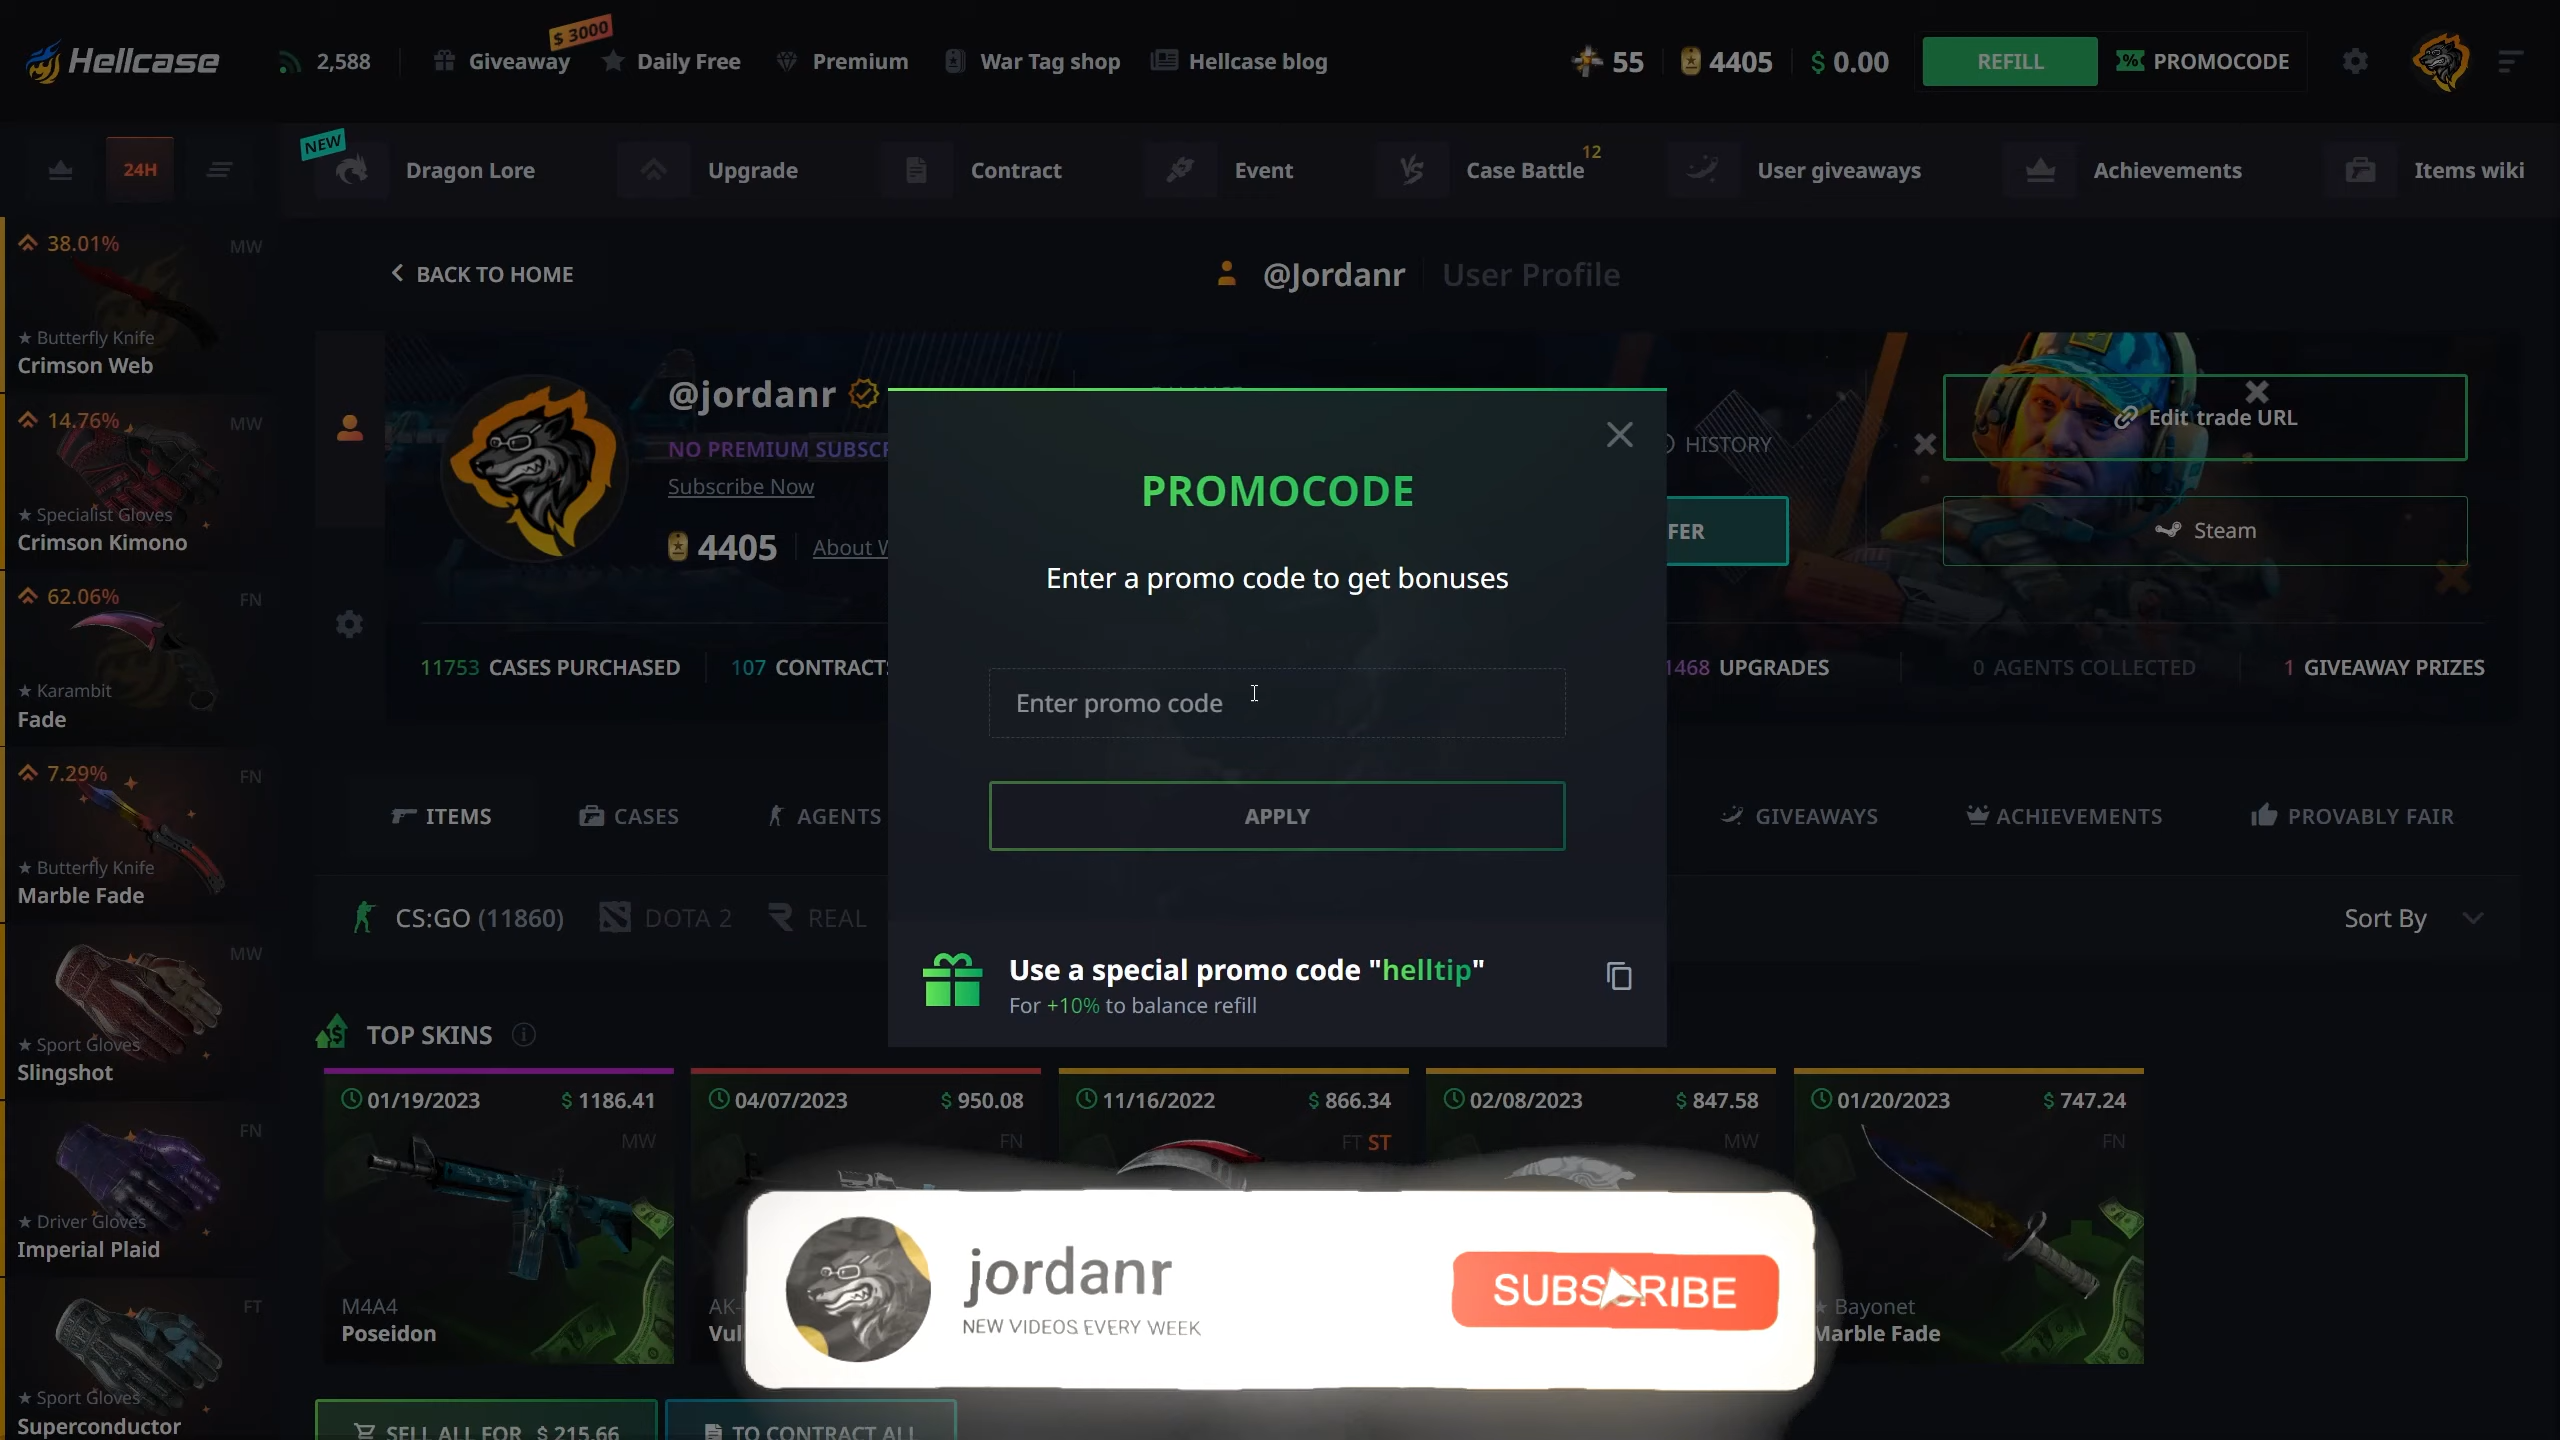 Hellcase
2,588
Giveaway
$ 3000
Daily Free
Premium
War Tag shop
Hellcase blog
55
4405
$ 0.00
REFILL
PROMOCODE
24H
NEW
Dragon Lore
Upgrade
Contract
Event
Case Battle
12
User giveaways
Achievements
Items wiki
38.01%
MW
★ Butterfly Knife
Crimson Web
14.76%
MW
★ Specialist Gloves
Crimson Kimono
62.06%
FN
★ Karambit
Fade
7.29%
FN
★ Butterfly Knife
Marble Fade
MW
★ Sport Gloves
Slingshot
FN
★ Driver Gloves
Imperial Plaid
FT
★ Sport Gloves
Superconductor
BACK TO HOME
@Jordanr
User Profile
@jordanr
NO PREMIUM SUBSCR
Subscribe Now
4405
About W
HISTORY
FER
Edit trade URL
Steam
11753 CASES PURCHASED
107 CONTRACTS
1468 UPGRADES
0 AGENTS COLLECTED
1 GIVEAWAY PRIZES
PROMOCODE
Enter a promo code to get bonuses
Enter promo code
APPLY
Use a special promo code "helltip"
For +10% to balance refill
ITEMS
CASES
AGENTS
GIVEAWAYS
ACHIEVEMENTS
PROVABLY FAIR
CS:GO (11860)
DOTA 2
REAL
Sort By
TOP SKINS
01/19/2023
$ 1186.41
MW
M4A4
Poseidon
04/07/2023
$ 950.08
FN
AK-
Vul
11/16/2022
$ 866.34
FT ST
02/08/2023
$ 847.58
MW
01/20/2023
$ 747.24
FN
★ Bayonet
Marble Fade
jordanr
NEW VIDEOS EVERY WEEK
SUBSCRIBE
SELL ALL FOR $ 215.66
TO CONTRACT ALL